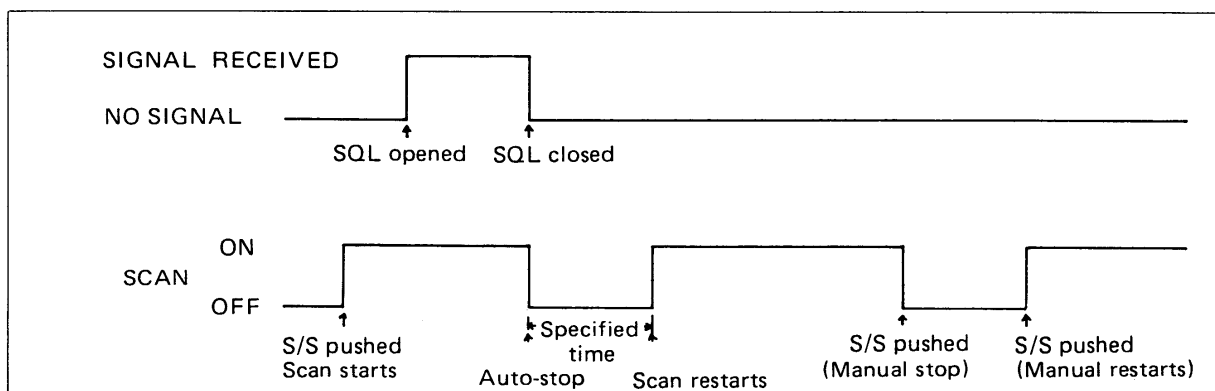 SIGNAL RECEIVED
NO SIGNAL
SQL opened
SQL closed
ON
SCAN
OFF
S/S pushed
Scan starts
Specified
time
Auto-stop
Scan restarts
S/S pushed
(Manual stop)
S/S pushed
(Manual restarts)